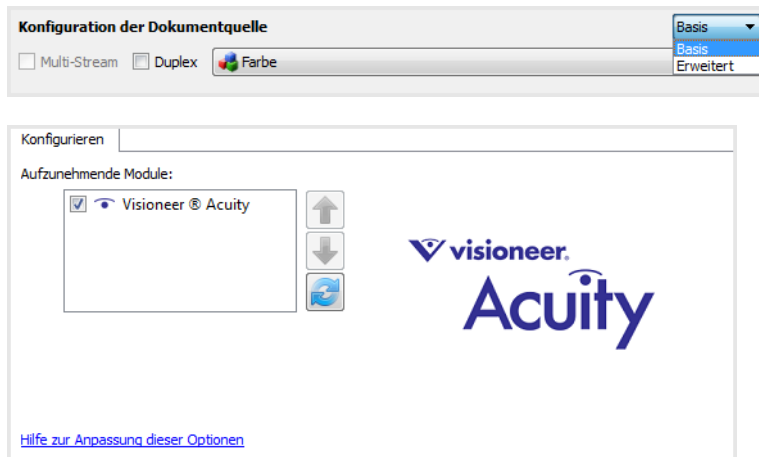 Konfiguration der Dokumentquelle
Basis
Multi-Stream Duplex Farbe
Basis
Erweitert
Konfigurieren
Aufzunehmende Module:
Visioneer ® Acuity
visioneer.
Acuity
Hilfe zur Anpassung dieser Optionen